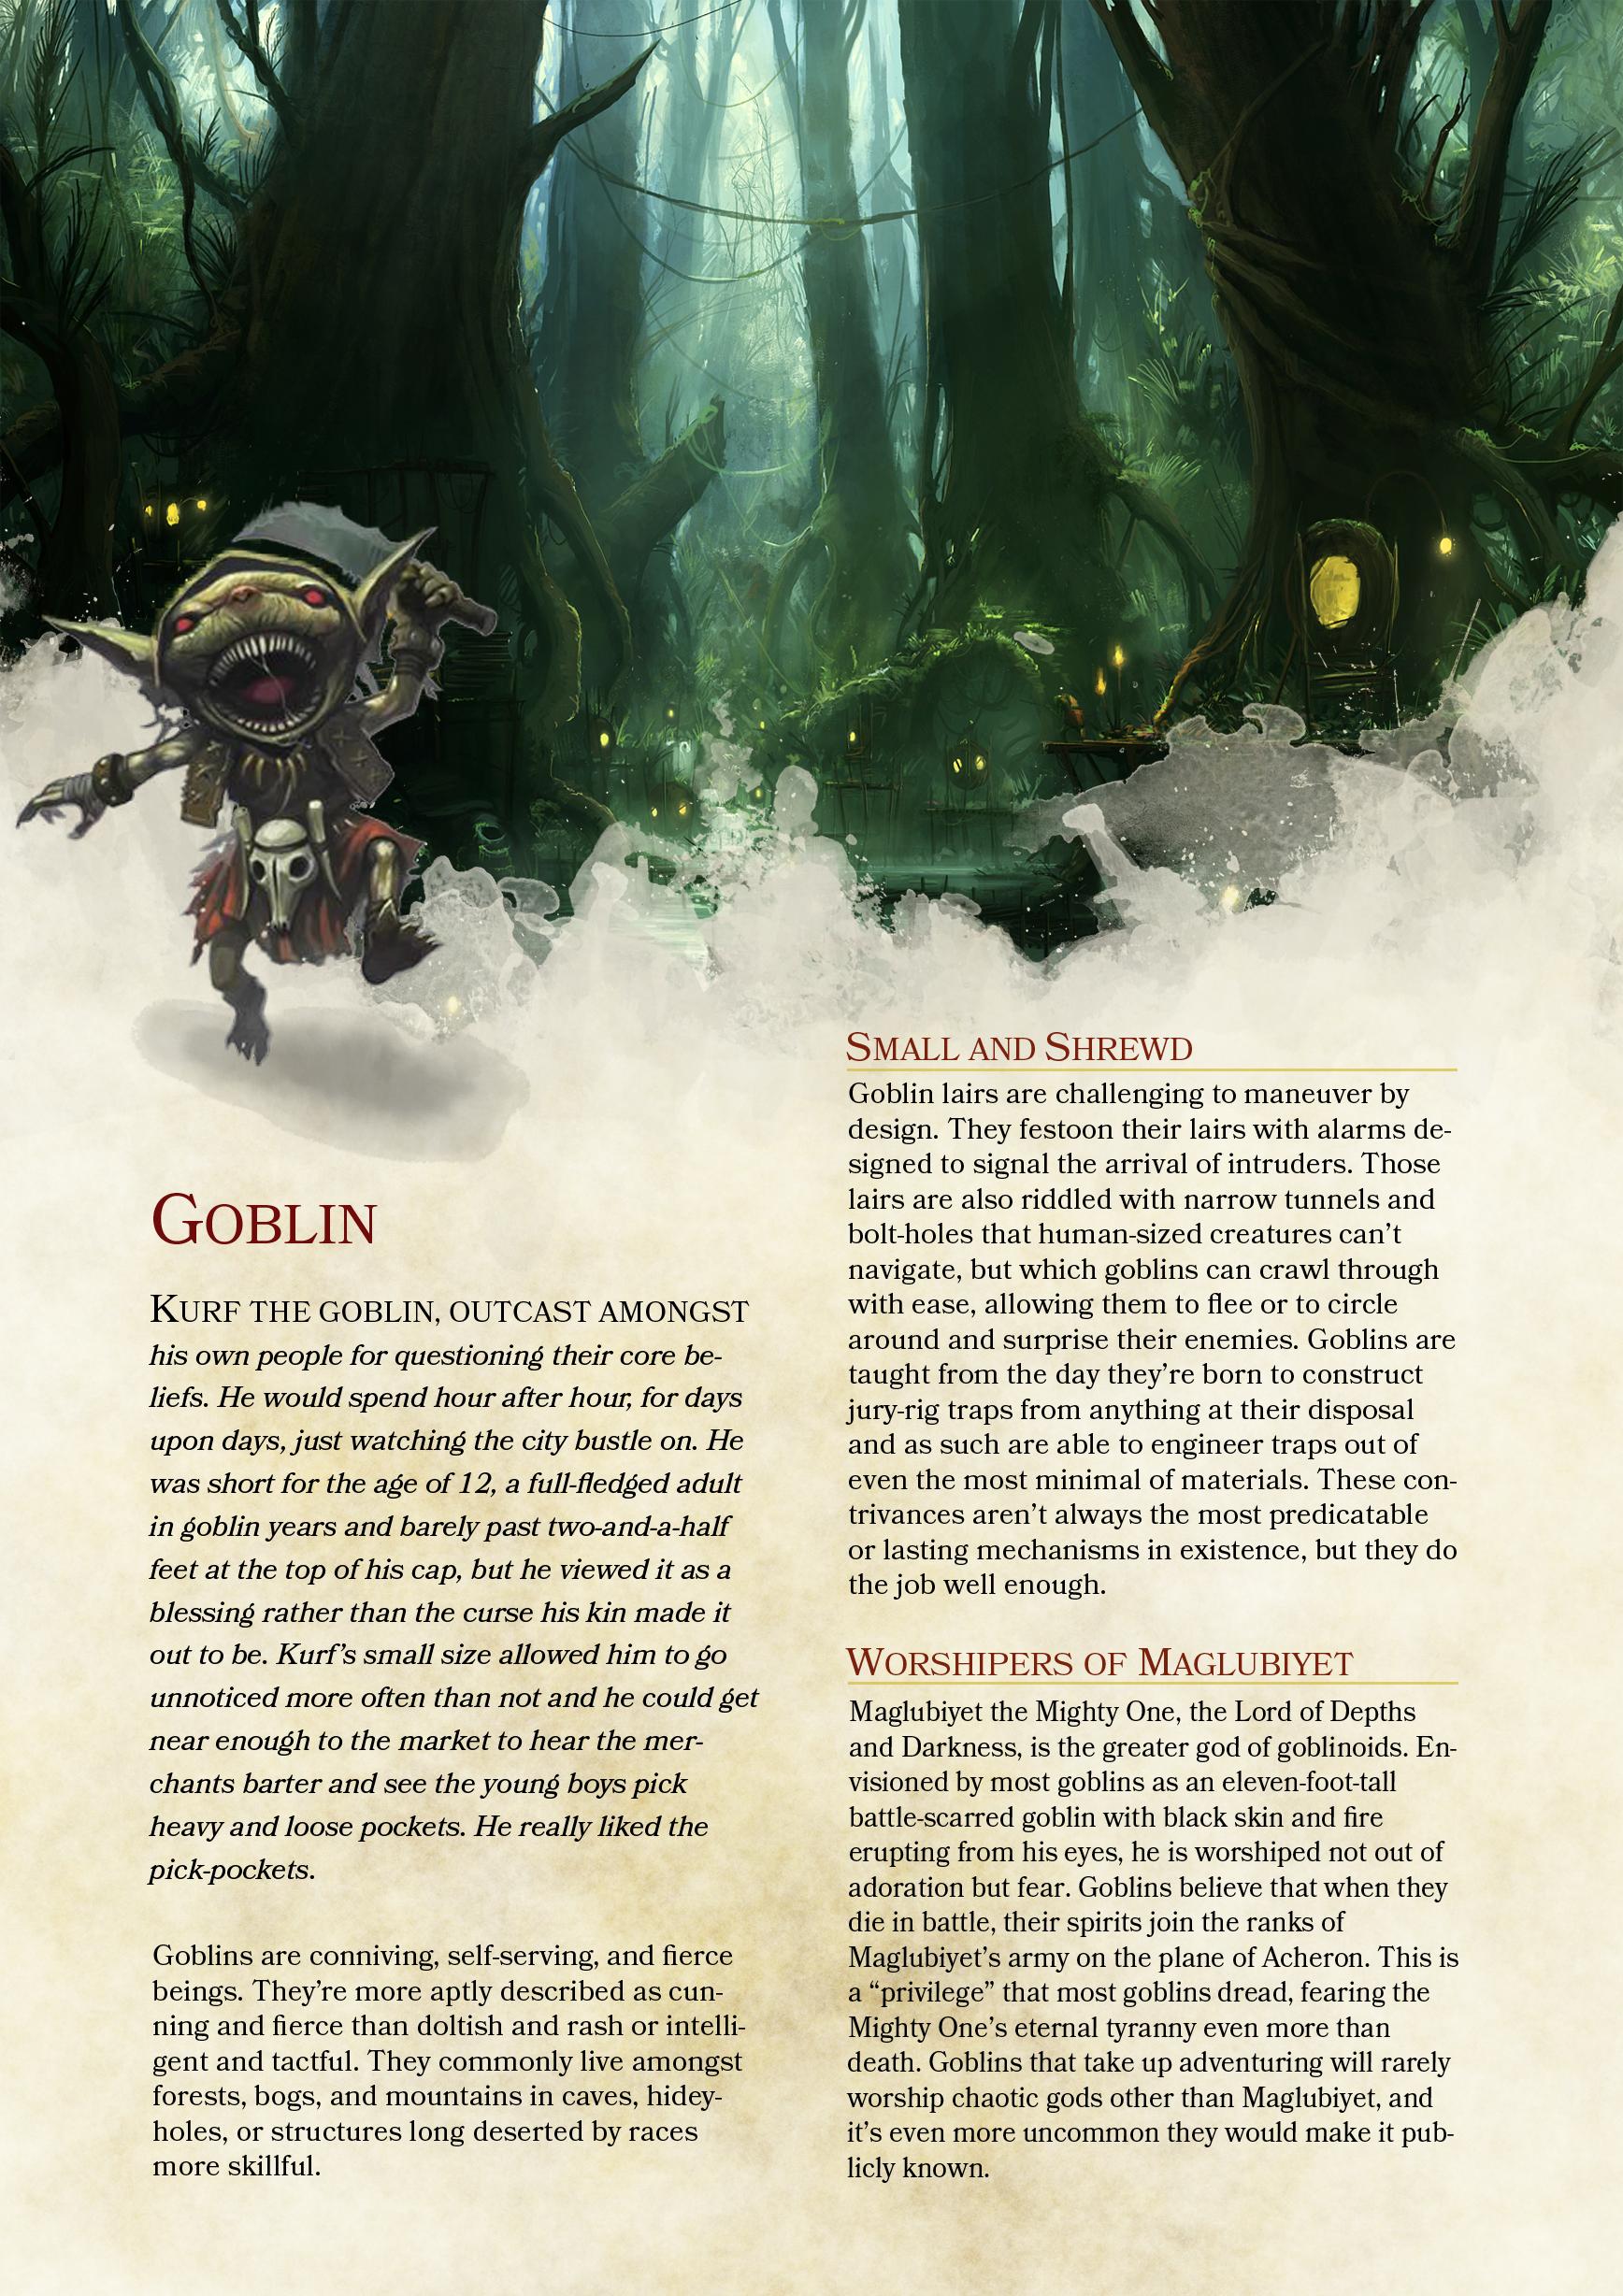 GOBLIN
KURF THE GOBLIN, OUTCAST AMONGST
his own people for questioning their core be-
liefs. He would spend hour after hour, for days
upon days, just watching the city bustle on. He
was short for the age of 12, a full-fledged adult
in goblin years and barely past two-and-a-half
feet at the top of his cap, but he viewed it as a
blessing rather than the curse his kin made it
out to be. Kurf’s small size allowed him to go
unnoticed more often than not and he could get
near enough to the market to hear the mer-
chants barter and see the young boys pick
heavy and loose pockets. He really liked the
pick-pockets.
Goblins are conniving, self-serving, and fierce
beings. They’re more aptly described as cun-
ning and fierce than doltish and rash or intelli-
gent and tactful. They commonly live amongst
forests, bogs, and mountains in caves, hidey-
holes, or structures long deserted by races
more skillful.
SMALL AND SHREWD
Goblin lairs are challenging to maneuver by
design. They festoon their lairs with alarms de-
signed to signal the arrival of intruders. Those
lairs are also riddled with narrow tunnels and
bolt-holes that human-sized creatures can’t
navigate, but which goblins can crawl through
with ease, allowing them to flee or to circle
around and surprise their enemies. Goblins are
taught from the day they’re born to construct
jury-rig traps from anything at their disposal
and as such are able to engineer traps out of
even the most minimal of materials. These con-
trivances aren’t always the most predicatable
or lasting mechanisms in existence, but they do
the job well enough.
WORSHIPERS OF MAGLUBIYET
Maglubiyet the Mighty One, the Lord of Depths
and Darkness, is the greater god of goblinoids. En-
visioned by most goblins as an eleven-foot-tall
battle-scarred goblin with black skin and fire
erupting from his eyes, he is worshiped not out of
adoration but fear. Goblins believe that when they
die in battle, their spirits join the ranks of
Maglubiyet’s army on the plane of Acheron. This is
a “privilege” that most goblins dread, fearing the
Mighty One’s eternal tyranny even more than
death. Goblins that take up adventuring will rarely
worship chaotic gods other than Maglubiyet, and
it’s even more uncommon they would make it pub-
licly known.